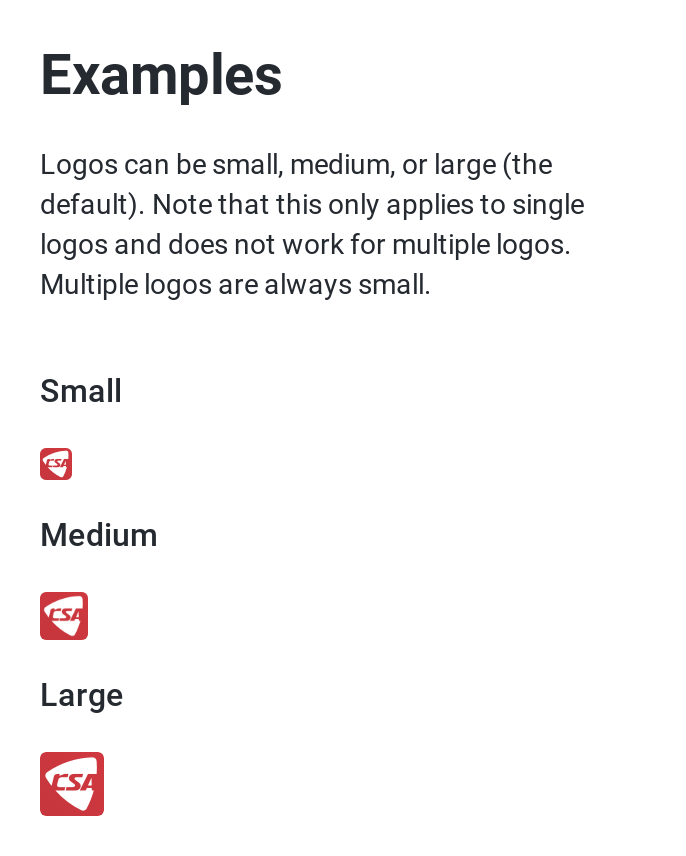 Examples
Logos can be small, medium, or large (the
default). Note that this only applies to single
logos and does not work for multiple logos.
Multiple logos are always small.
Small
CSA
Medium
CSA
Large
CSA